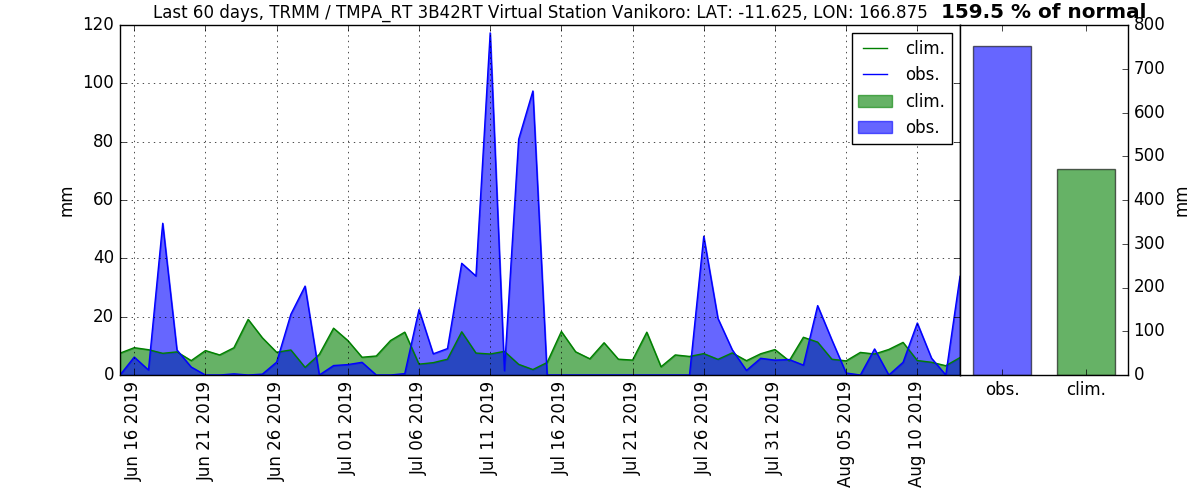 Last 60 days, TRMM / TMPA_RT 3B42RT Virtual Station Vanikoro: LAT: -11.625, LON: 166.875 159.5 % of normal
120
100
80
60
40
20
0
mm
clim.
obs.
clim.
obs.
Jun 16 2019
Jun 21 2019
Jun 26 2019
Jul 01 2019
Jul 06 2019
Jul 11 2019
Jul 16 2019
Jul 21 2019
Jul 26 2019
Jul 31 2019
Aug 05 2019
Aug 10 2019
800
700
600
500
400
300
200
100
0
mm
obs.
clim.